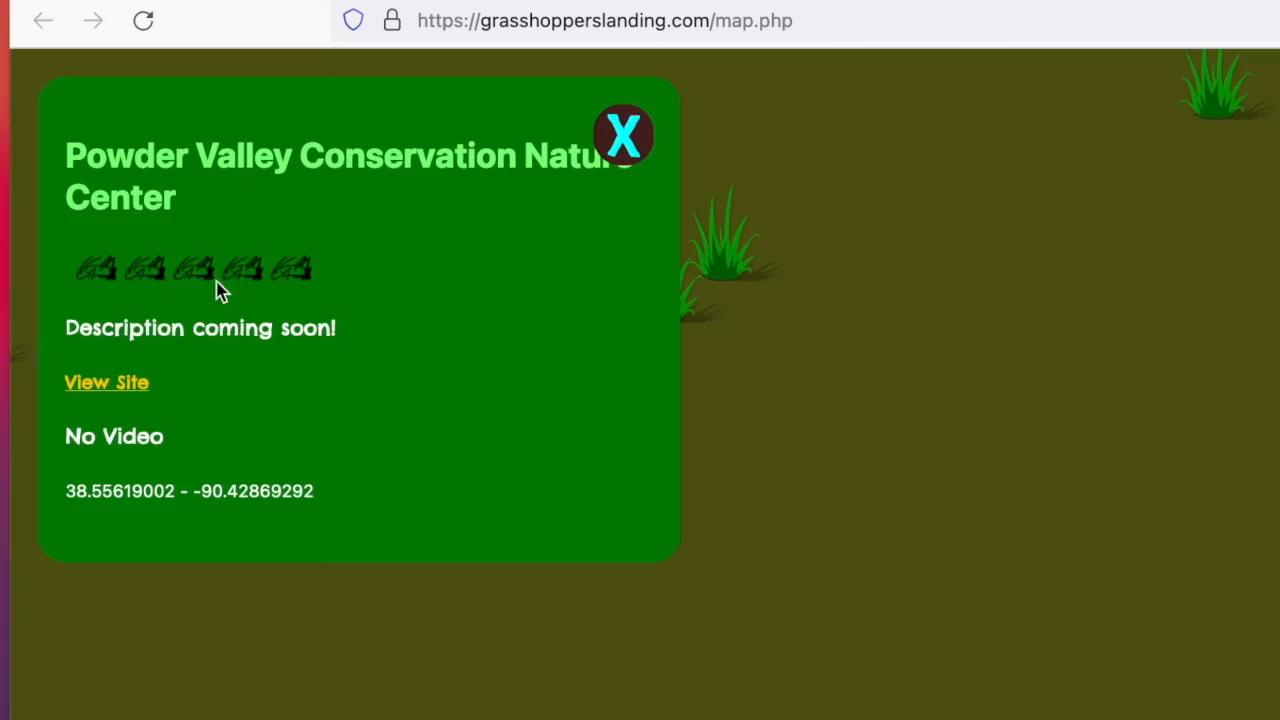 https://grasshopperslanding.com/map.php
X
Powder Valley Conservation Nature
Center
Description coming soon!
View Site
No Video
38.55619002 - -90.42869292